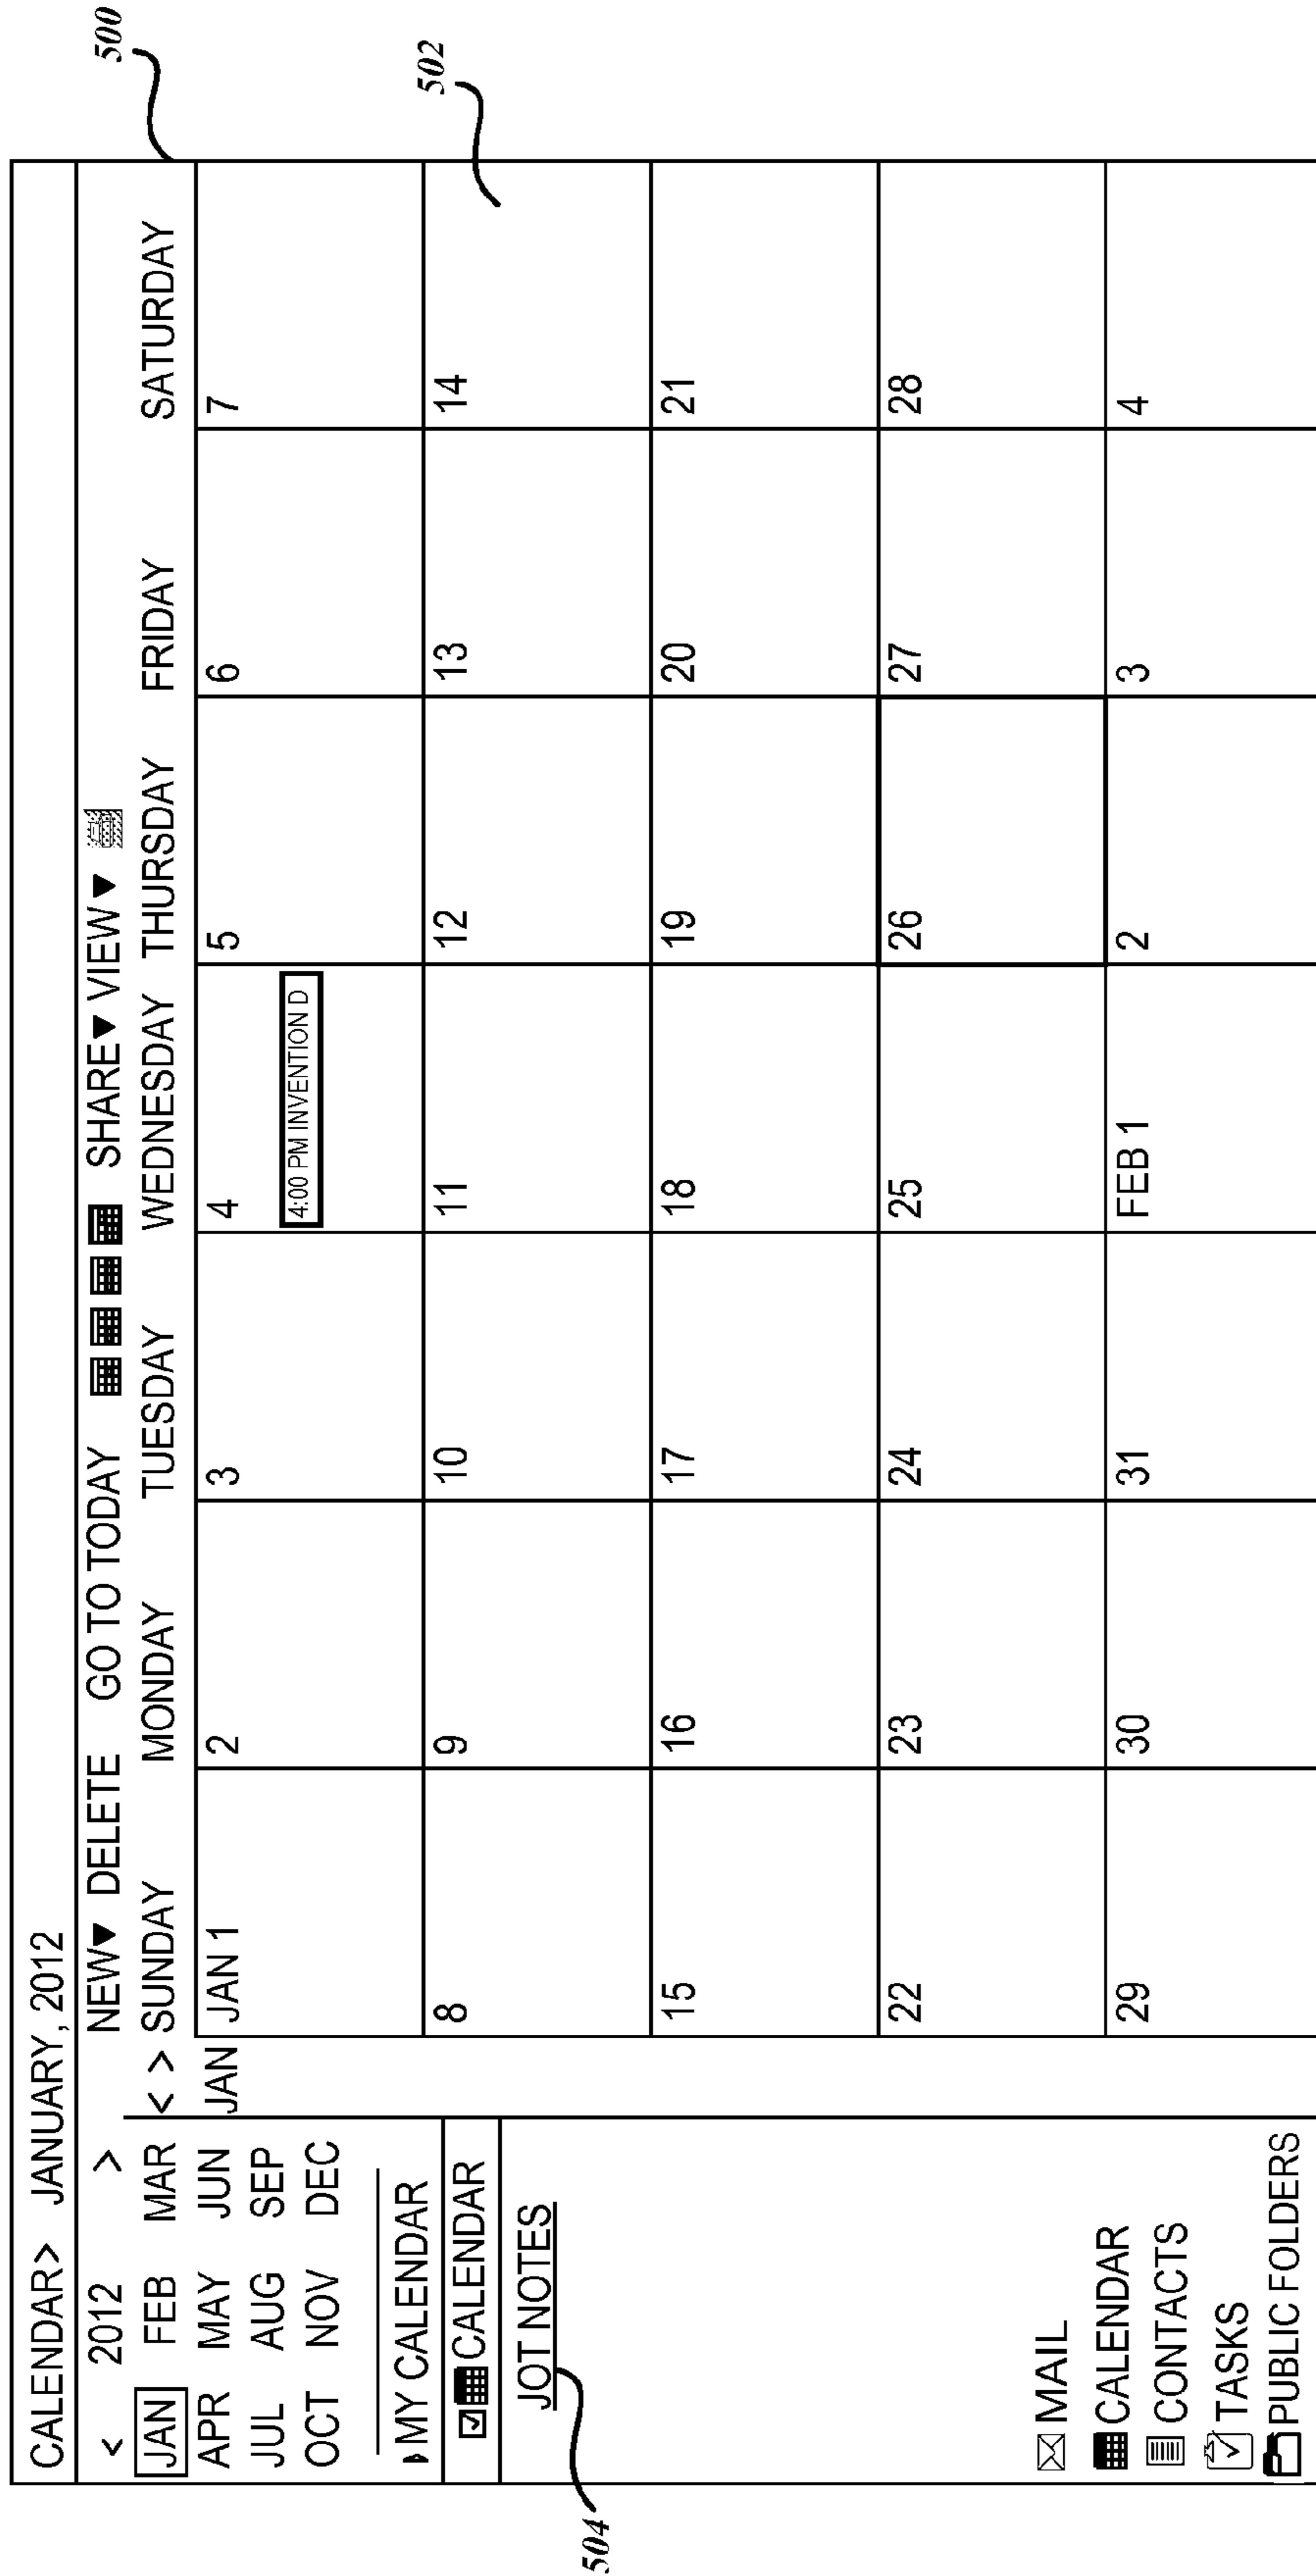 500
502
CALENDAR> JANUARY, 2012
< 2012 >
NEW▾ DELETE GO TO TODAY SHARE▾ VIEW▾
JAN FEB MAR
APR MAY JUN
JUL AUG SEP
OCT NOV DEC
MY CALENDAR
CALENDAR
JOT NOTES
504
MAIL
CALENDAR
CONTACTS
TASKS
PUBLIC FOLDERS
< > SUNDAY MONDAY TUESDAY WEDNESDAY THURSDAY FRIDAY SATURDAY
JAN JAN 1 2 3 4 5 6 7
4:00 PM INVENTION D
8 9 10 11 12 13 14
15 16 17 18 19 20 21
22 23 24 25 26 27 28
29 30 31 FEB 1 2 3 4